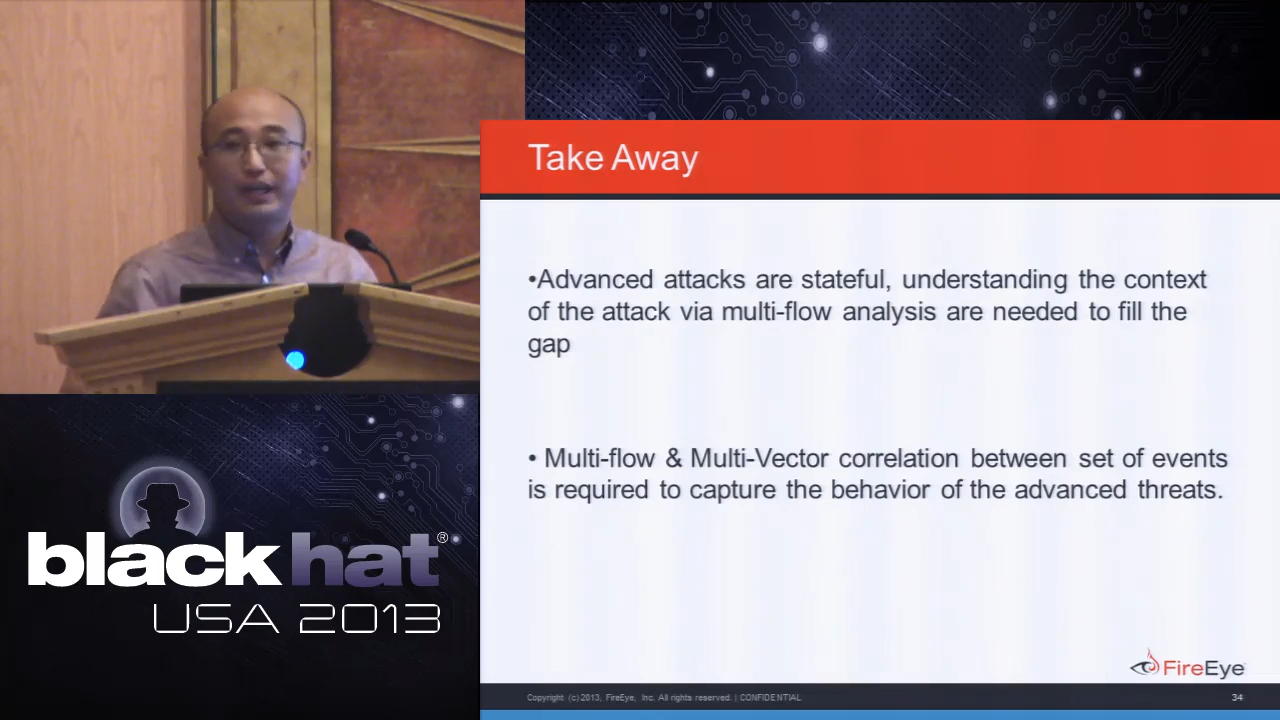 Take Away
•Advanced attacks are stateful, understanding the context
of the attack via multi-flow analysis are needed to fill the
gap
• Multi-flow & Multi-Vector correlation between set of events
is required to capture the behavior of the advanced threats.
black hat®
USA 2013
FireEye
Copyright (c) 2013, FireEye, Inc. All rights reserved. | CONFIDENTIAL
34